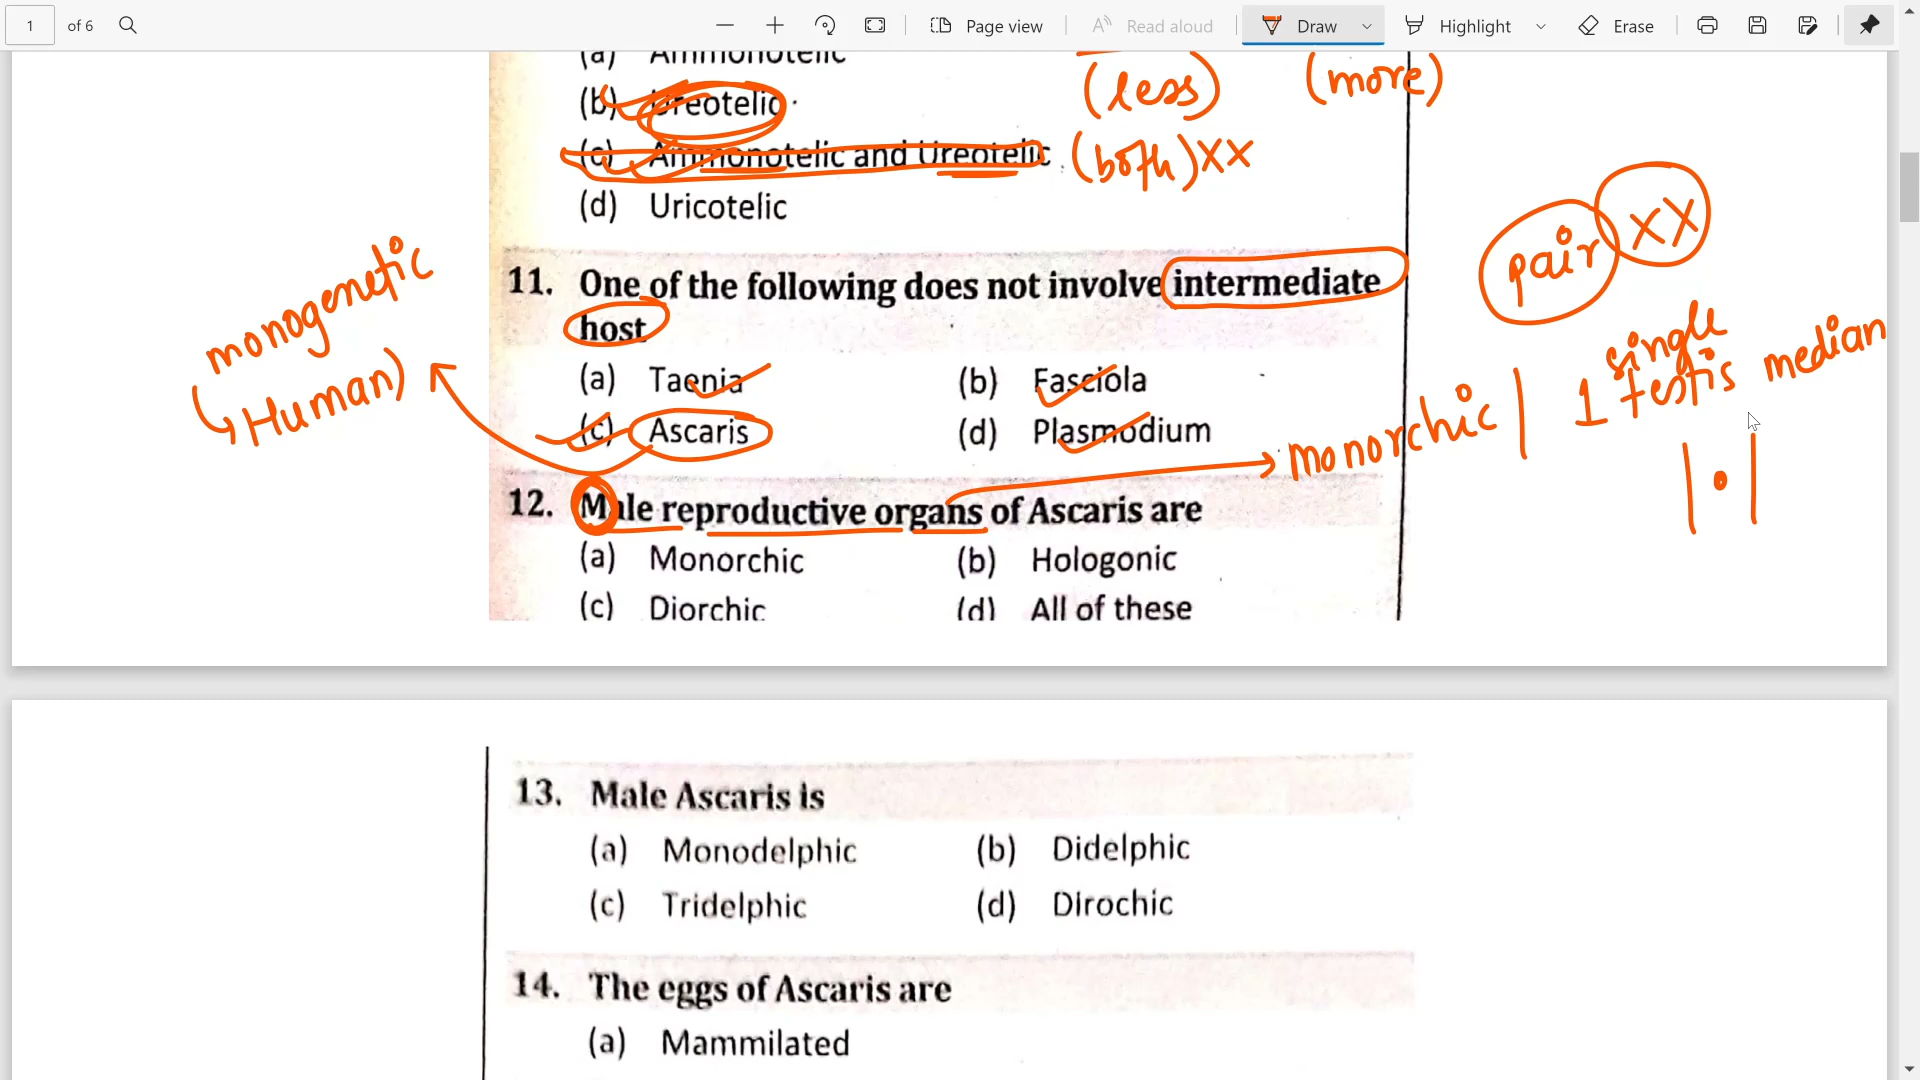 1 of 6 Page view Read aloud Draw Highlight Erase
(a) Ammonotelic
(less) (more)
(b) Ureotelic
(c) Ammonotelic and Ureotelic (both) XX
(d) Uricotelic
pair XX
monogenetic
Human)
11. One of the following does not involve intermediate
host
(a) Taenia (b) Fasciola
(c) Ascaris (d) Plasmodium
monorchic
single
1 testis median
12. Male reproductive organs of Ascaris are
(a) Monorchic (b) Hologonic
(c) Diorchic (d) All of these
13. Male Ascaris is
(a) Monodelphic (b) Didelphic
(c) Tridelphic (d) Dirochic
14. The eggs of Ascaris are
(a) Mammilated